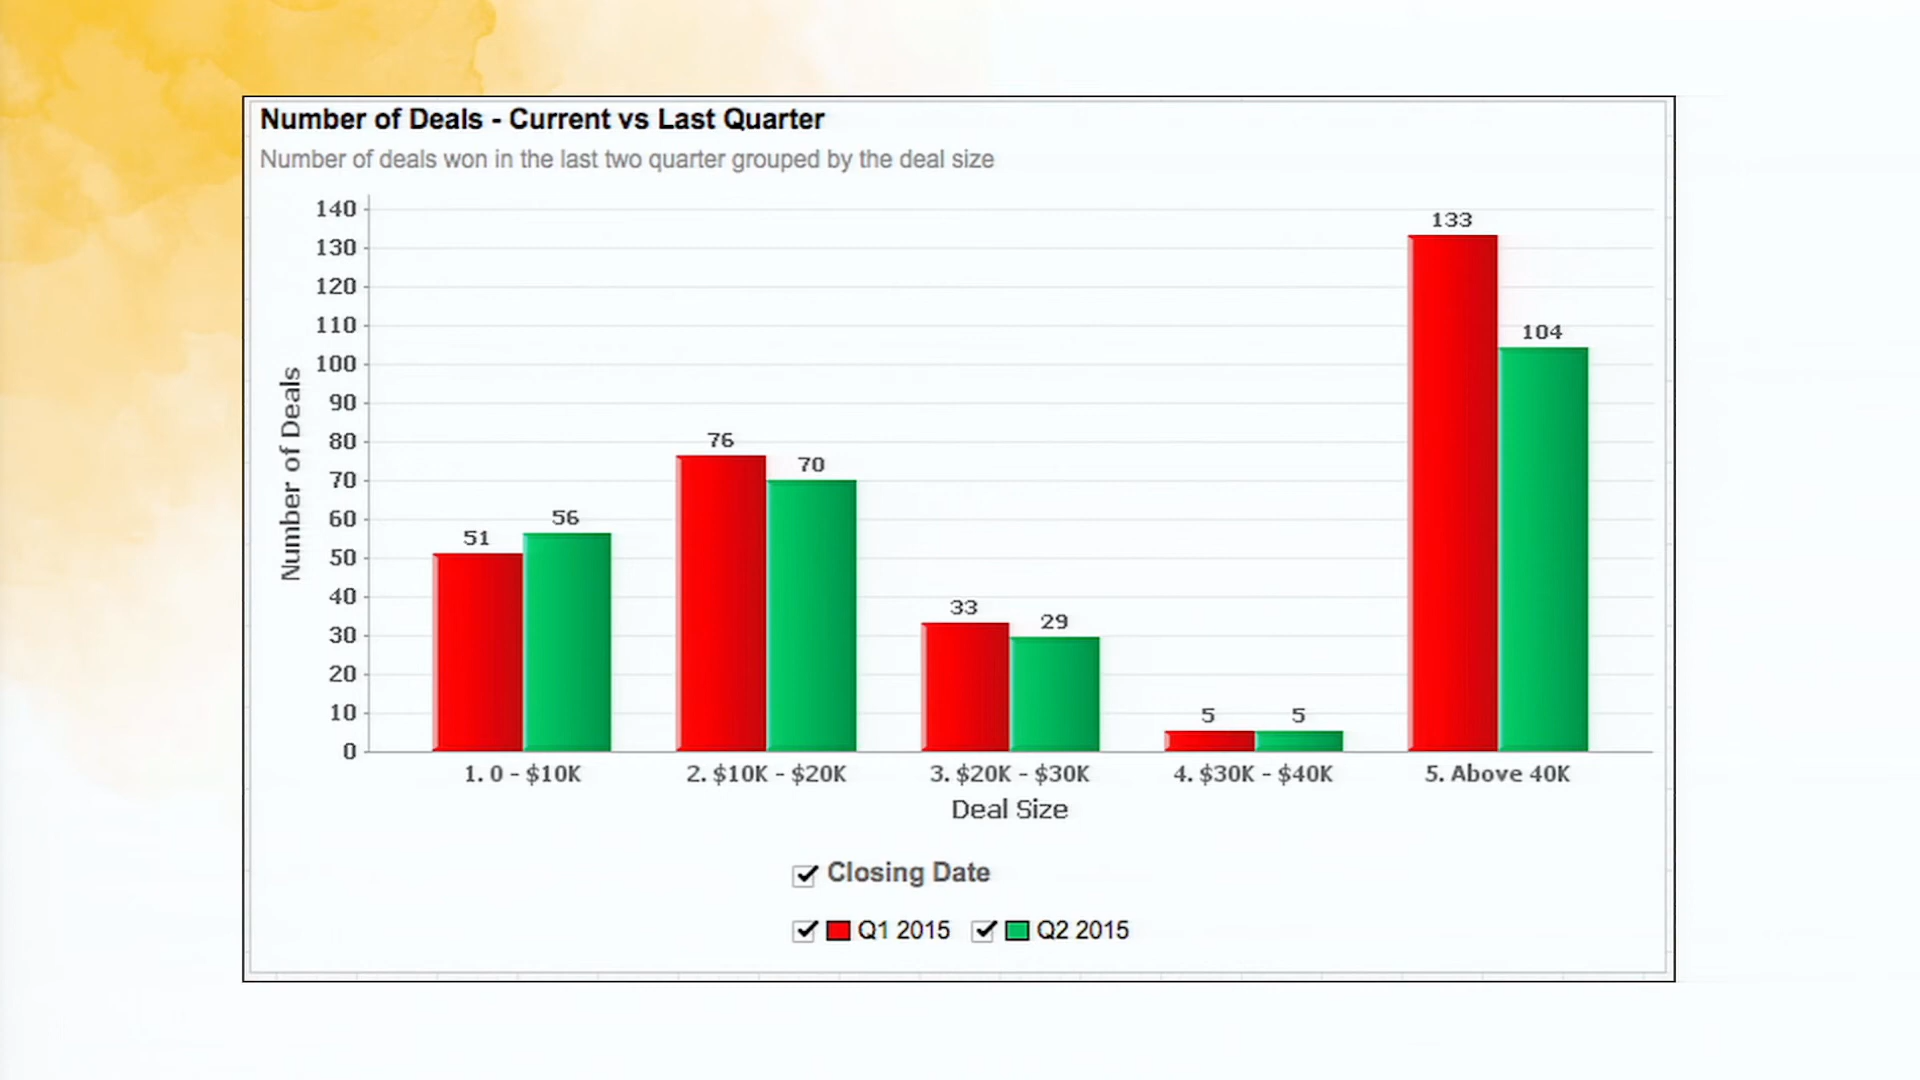 Number of Deals - Current vs Last Quarter
Number of deals won in the last two quarter grouped by the deal size
140
130
120
110
100
90
80
70
60
50
40
30
20
10
0
Number of Deals
51
56
76
70
33
29
5
5
133
104
1. 0 - $10K
2. $10K - $20K
3. $20K - $30K
4. $30K - $40K
5. Above 40K
Deal Size
Closing Date
Q1 2015
Q2 2015